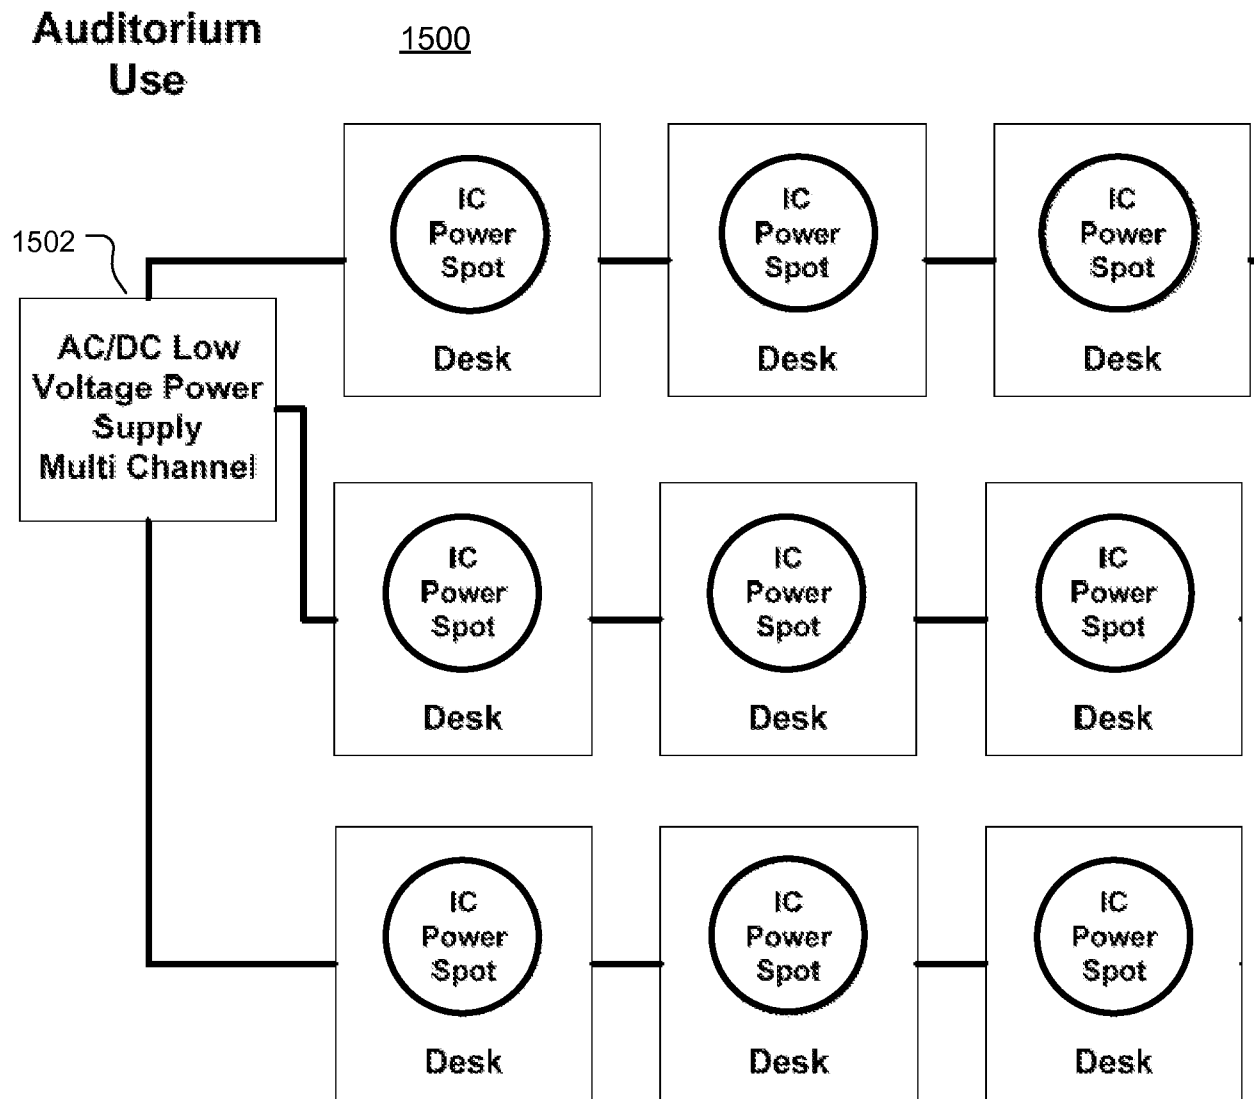 Auditorium
Use
1500
1502
AC/DC Low
Voltage Power
Supply
Multi Channel
IC
Power
Spot
Desk
IC
Power
Spot
Desk
IC
Power
Spot
Desk
IC
Power
Spot
Desk
IC
Power
Spot
Desk
IC
Power
Spot
Desk
IC
Power
Spot
Desk
IC
Power
Spot
Desk
IC
Power
Spot
Desk